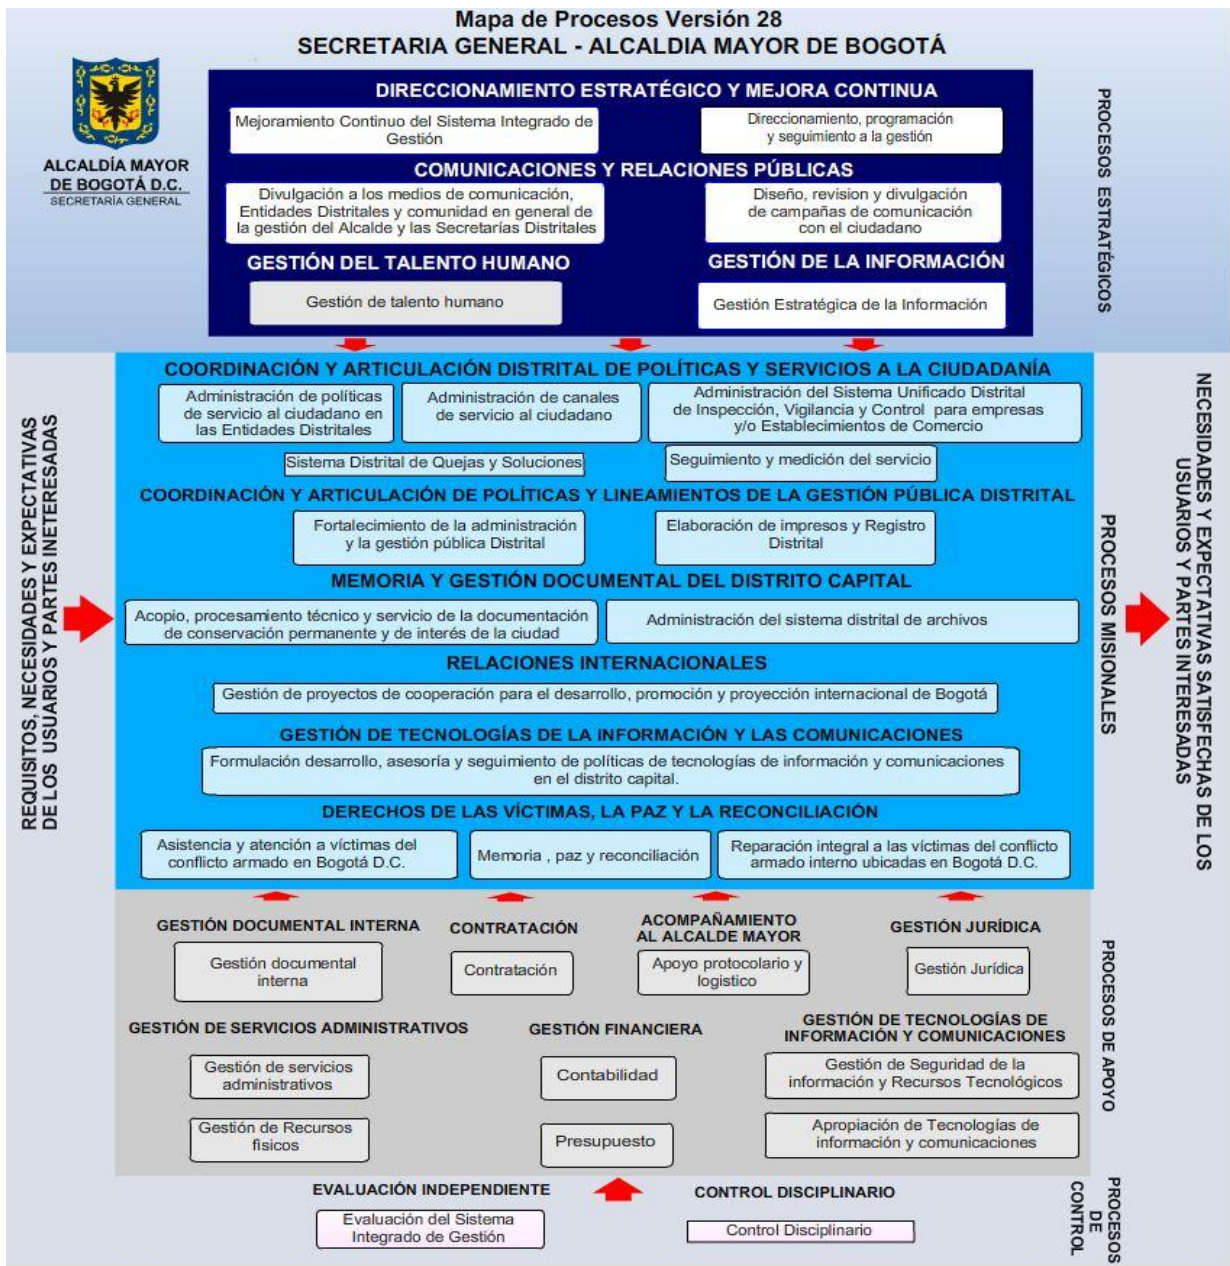 Mapa de Procesos Versión 28
SECRETARIA GENERAL - ALCALDIA MAYOR DE BOGOTÁ
ALCALDÍA MAYOR
DE BOGOTÁ D.C.
SECRETARÍA GENERAL
DIRECCIONAMIENTO ESTRATÉGICO Y MEJORA CONTINUA
Mejoramiento Continuo del Sistema Integrado de
Gestión
Direccionamiento, programación
y seguimiento a la gestión
COMUNICACIONES Y RELACIONES PÚBLICAS
Divulgación a los medios de comunicación,
Entidades Distritales y comunidad en general de
la gestión del Alcalde y las Secretarías Distritales
Diseño, revision y divulgación
de campañas de comunicación
con el ciudadano
GESTIÓN DEL TALENTO HUMANO
Gestión de talento humano
GESTIÓN DE LA INFORMACIÓN
Gestión Estratégica de la Información
PROCESOS ESTRATÉGICOS
REQUISITOS, NECESIDADES Y EXPECTATIVAS
DE LOS USUARIOS Y PARTES INETERESADAS
COORDINACIÓN Y ARTICULACIÓN DISTRITAL DE POLÍTICAS Y SERVICIOS A LA CIUDADANÍA
Administración de políticas
de servicio al ciudadano en
las Entidades Distritales
Administración de canales
de servicio al ciudadano
Administración del Sistema Unificado Distrital
de Inspección, Vigilancia y Control para empresas
y/o Establecimientos de Comercio
Sistema Distrital de Quejas y Soluciones
Seguimiento y medición del servicio
COORDINACIÓN Y ARTICULACIÓN DE POLÍTICAS Y LINEAMIENTOS DE LA GESTIÓN PÚBLICA DISTRITAL
Fortalecimiento de la administración
y la gestión pública Distrital
Elaboración de impresos y Registro
Distrital
MEMORIA Y GESTIÓN DOCUMENTAL DEL DISTRITO CAPITAL
Acopio, procesamiento técnico y servicio de la documentación
de conservación permanente y de interés de la ciudad
Administración del sistema distrital de archivos
RELACIONES INTERNACIONALES
Gestión de proyectos de cooperación para el desarrollo, promoción y proyección internacional de Bogotá
GESTIÓN DE TECNOLOGÍAS DE LA INFORMACIÓN Y LAS COMUNICACIONES
Formulación desarrollo, asesoría y seguimiento de políticas de tecnologías de información y comunicaciones
en el distrito capital.
DERECHOS DE LAS VÍCTIMAS, LA PAZ Y LA RECONCILIACIÓN
Asistencia y atención a víctimas del
conflicto armado en Bogotá D.C.
Memoria , paz y reconciliación
Reparación integral a las víctimas del conflicto
armado interno ubicadas en Bogotá D.C.
PROCESOS MISIONALES
NECESIDADES Y EXPECTATIVAS SATISFECHAS DE LOS
USUARIOS Y PARTES INTERESADAS
GESTIÓN DOCUMENTAL INTERNA
Gestión documental
interna
CONTRATACIÓN
Contratación
ACOMPAÑAMIENTO
AL ALCALDE MAYOR
Apoyo protocolario y
logistico
GESTIÓN JURÍDICA
Gestión Jurídica
GESTIÓN DE SERVICIOS ADMINISTRATIVOS
Gestión de servicios
administrativos
Gestión de Recursos
físicos
GESTIÓN FINANCIERA
Contabilidad
Presupuesto
GESTIÓN DE TECNOLOGÍAS DE
INFORMACIÓN Y COMUNICACIONES
Gestión de Seguridad de la
información y Recursos Tecnológicos
Apropiación de Tecnologías de
información y comunicaciones
PROCESOS DE APOYO
EVALUACIÓN INDEPENDIENTE
Evaluación del Sistema
Integrado de Gestión
CONTROL DISCIPLINARIO
Control Disciplinario
PROCESOS
DE
CONTROL